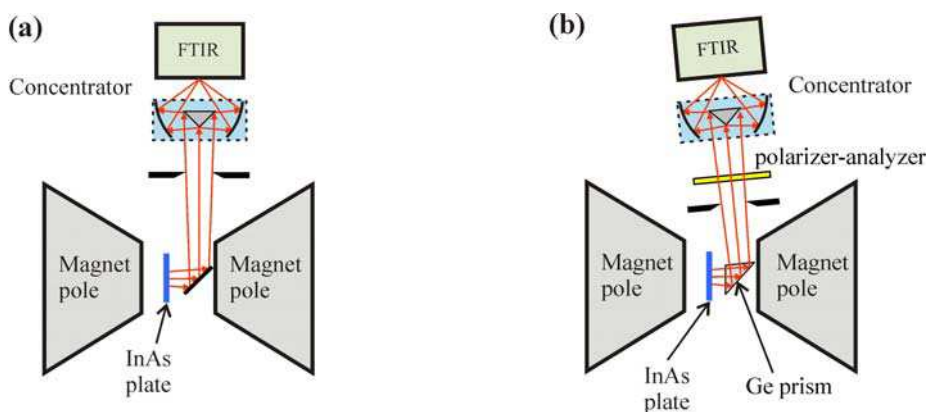 (a)
FTIR
Concentrator
Magnet
pole
Magnet
pole
InAs
plate
(b)
FTIR
Concentrator
polarizer-analyzer
Magnet
pole
Magnet
pole
InAs
plate
Ge prism